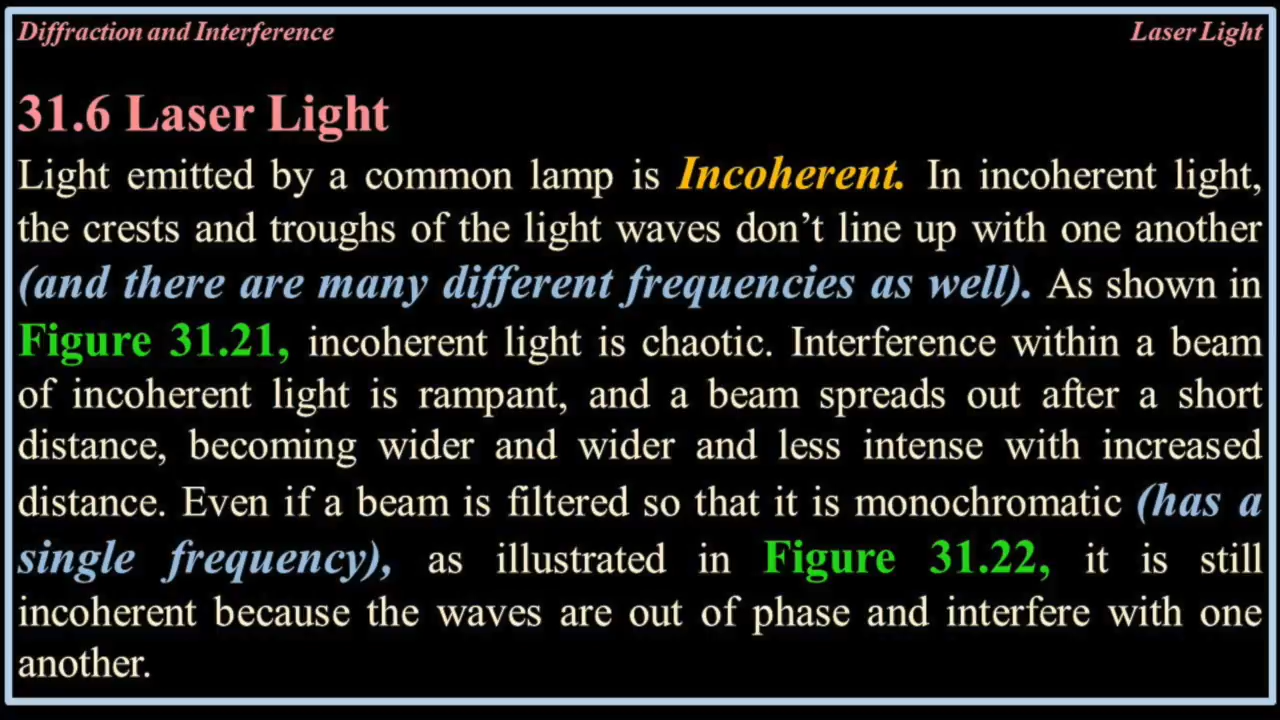 Diffraction and Interference
Laser Light
31.6 Laser Light
Light emitted by a common lamp is Incoherent. In incoherent light,
the crests and troughs of the light waves don’t line up with one another
(and there are many different frequencies as well). As shown in
Figure 31.21, incoherent light is chaotic. Interference within a beam
of incoherent light is rampant, and a beam spreads out after a short
distance, becoming wider and wider and less intense with increased
distance. Even if a beam is filtered so that it is monochromatic (has a
single frequency), as illustrated in Figure 31.22, it is still
incoherent because the waves are out of phase and interfere with one
another.